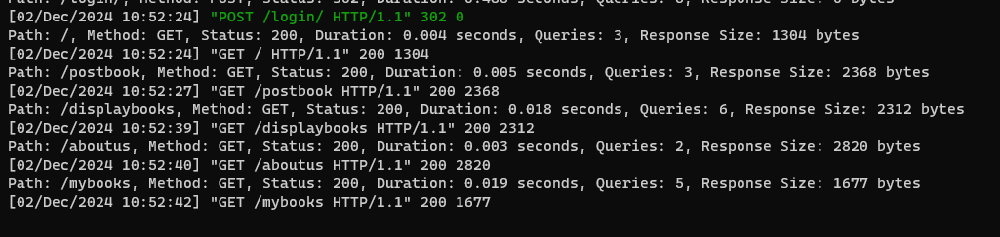 [02/Dec/2024 10:52:24] "POST /login/ HTTP/1.1" 302 0
Path: /, Method: GET, Status: 200, Duration: 0.004 seconds, Queries: 3, Response Size: 1304 bytes
[02/Dec/2024 10:52:24] "GET / HTTP/1.1" 200 1304
Path: /postbook, Method: GET, Status: 200, Duration: 0.005 seconds, Queries: 3, Response Size: 2368 bytes
[02/Dec/2024 10:52:27] "GET /postbook HTTP/1.1" 200 2368
Path: /displaybooks, Method: GET, Status: 200, Duration: 0.018 seconds, Queries: 6, Response Size: 2312 bytes
[02/Dec/2024 10:52:39] "GET /displaybooks HTTP/1.1" 200 2312
Path: /aboutus, Method: GET, Status: 200, Duration: 0.003 seconds, Queries: 2, Response Size: 2820 bytes
[02/Dec/2024 10:52:40] "GET /aboutus HTTP/1.1" 200 2820
Path: /mybooks, Method: GET, Status: 200, Duration: 0.019 seconds, Queries: 5, Response Size: 1677 bytes
[02/Dec/2024 10:52:42] "GET /mybooks HTTP/1.1" 200 1677